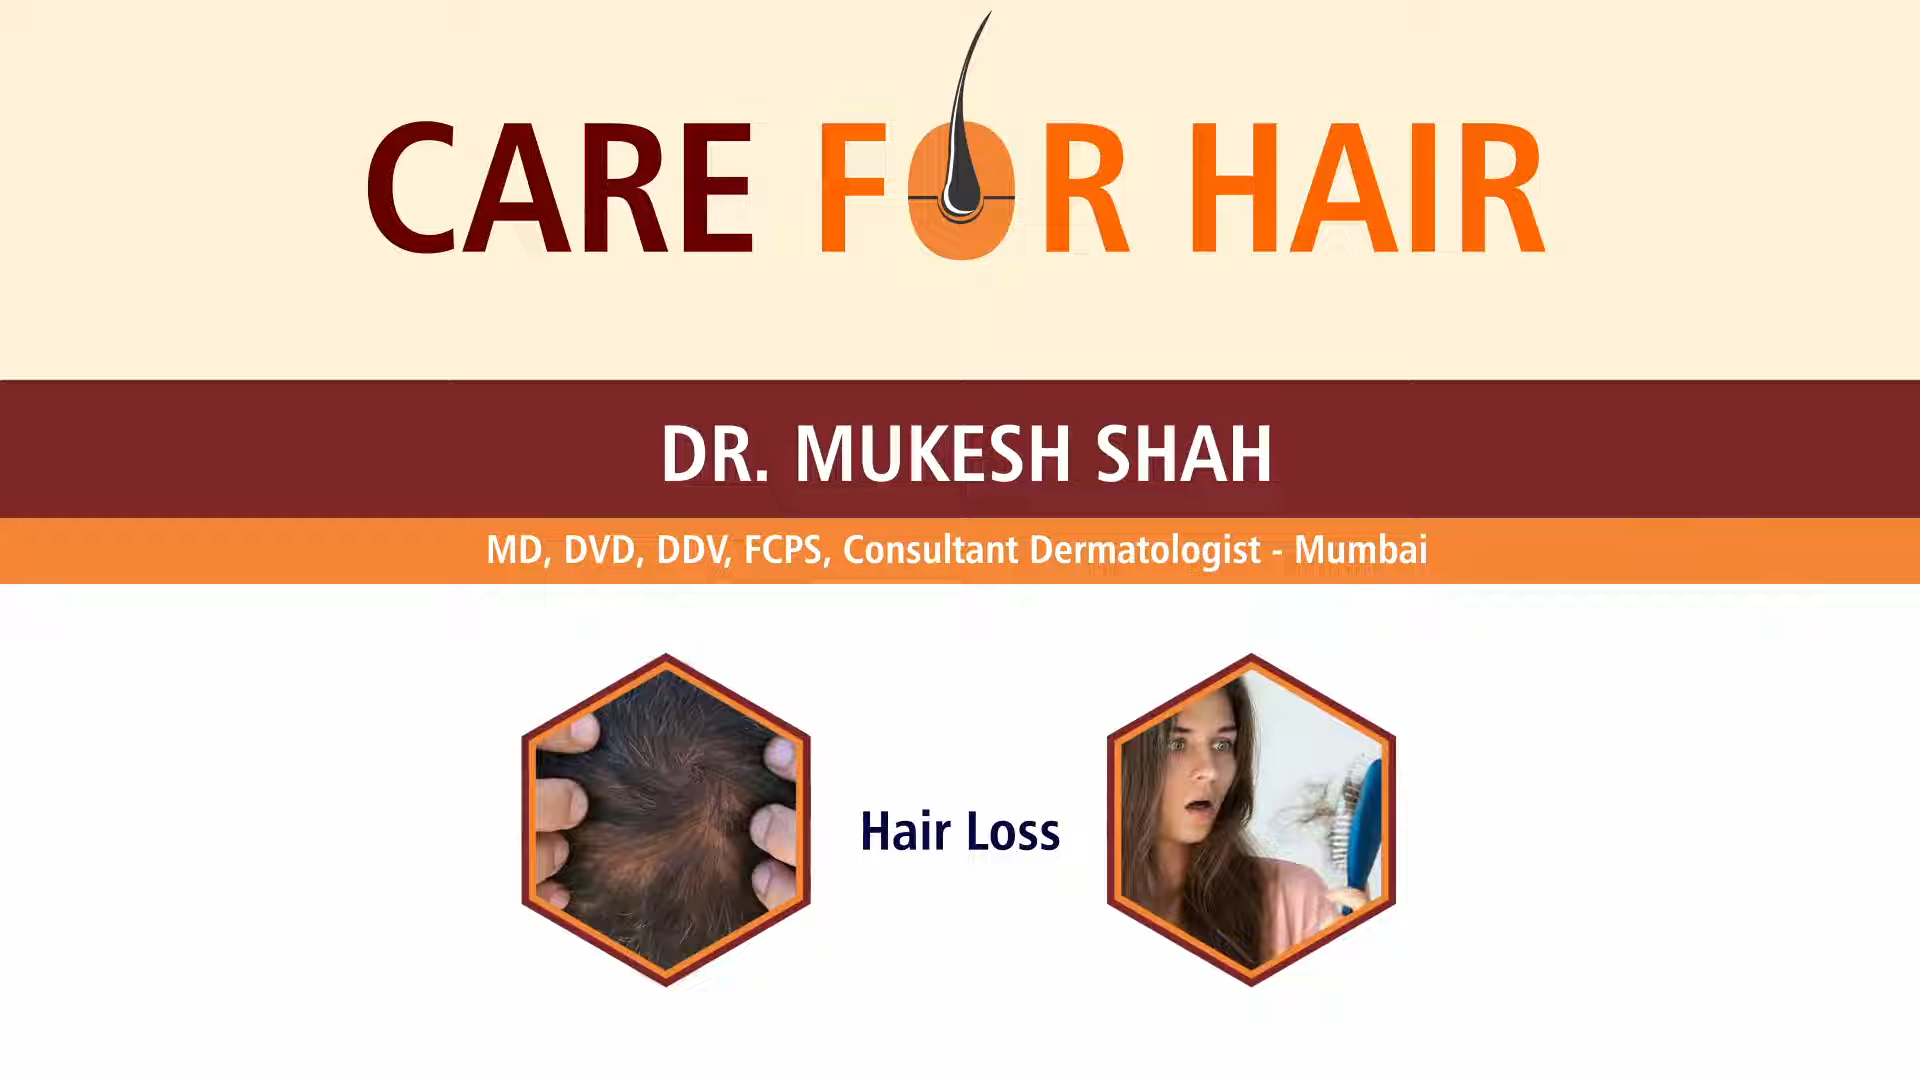 CARE FOR HAIR
DR. MUKESH SHAH
MD, DVD, DDV, FCPS, Consultant Dermatologist - Mumbai
Hair Loss